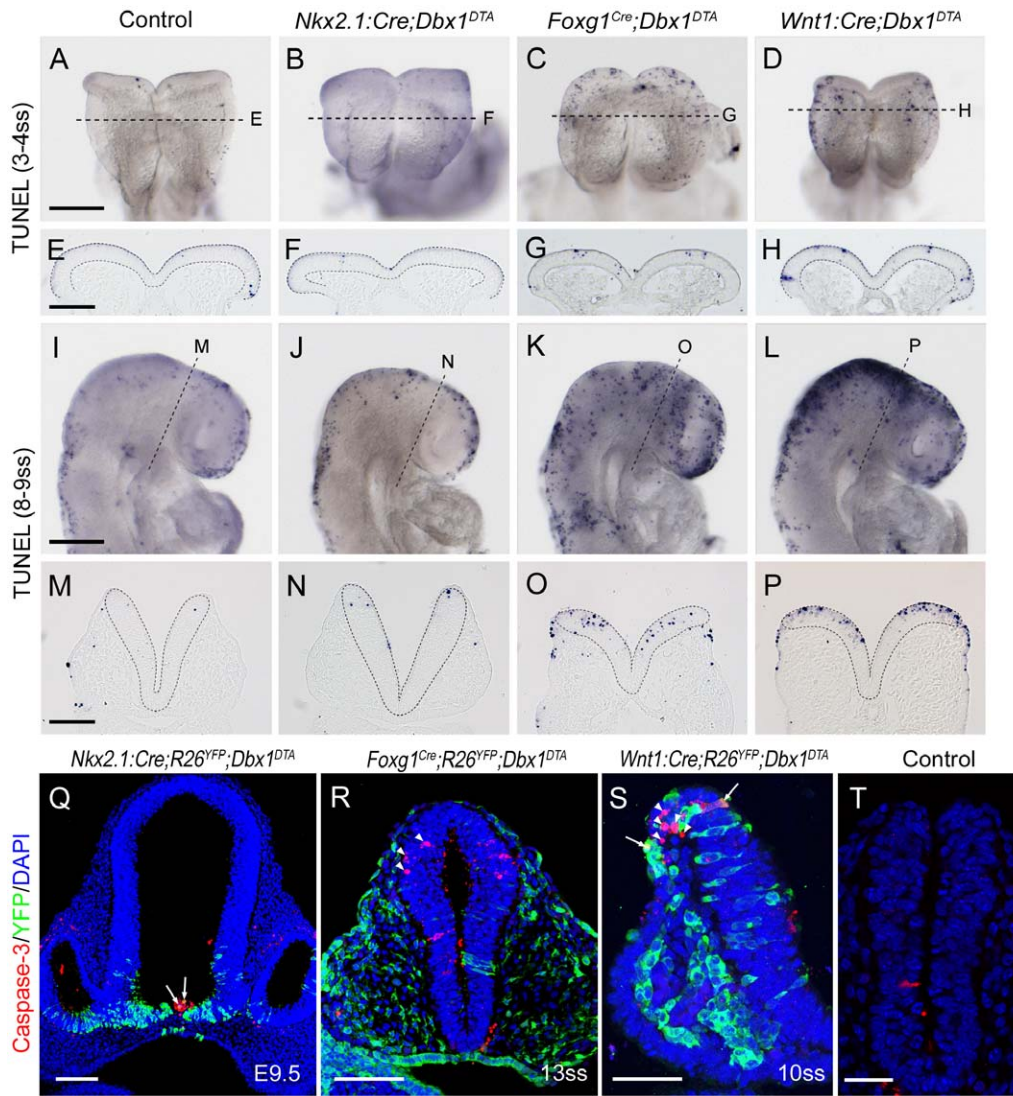 Control
Nkx2.1:Cre;Dbx1DTA
Foxg1Cre;Dbx1DTA
Wnt1:Cre;Dbx1DTA
TUNEL (3-4ss)
A
E
B
F
C
G
D
H
E
F
G
H
TUNEL (8-9ss)
I
M
J
N
K
O
L
P
M
N
O
P
Nkx2.1:Cre;R26YFP;Dbx1DTA
Foxg1Cre;R26YFP;Dbx1DTA
Wnt1:Cre;R26YFP;Dbx1DTA
Control
Caspase-3/YFP/DAPI
Q
E9.5
R
13ss
S
10ss
T